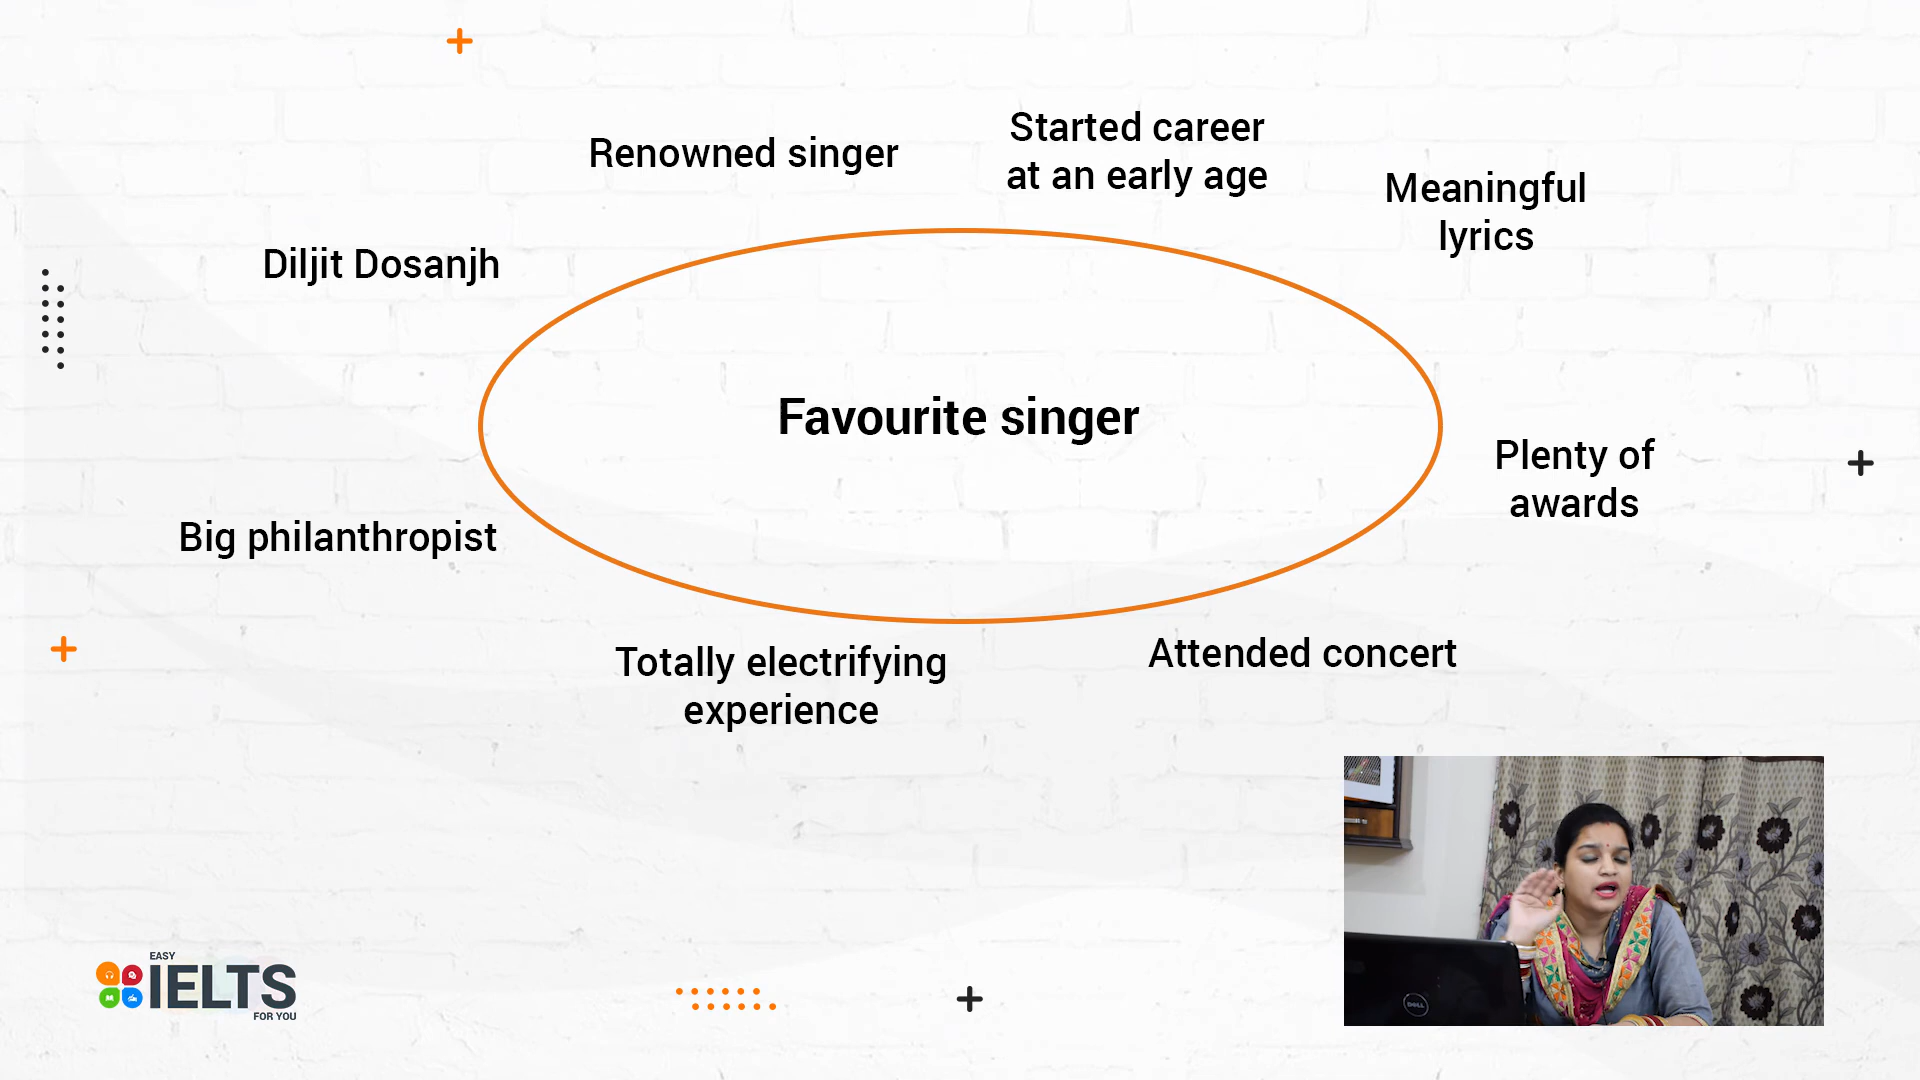 Renowned singer
Started career
at an early age
Meaningful
lyrics
Diljit Dosanjh
Favourite singer
Plenty of
awards
Big philanthropist
Totally electrifying
experience
Attended concert
EASY
IELTS
FOR YOU
DELL